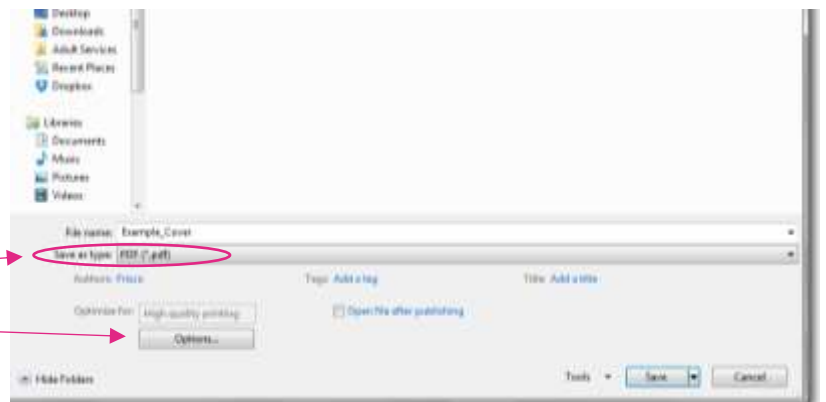 Desktop
Downloads
Adult Services
Recent Places
Dropbox
Libraries
Documents
Music
Pictures
Videos
File name: Example_Cover
Save as type: PDF (*.pdf)
Authors: Frisco Tags: Add a tag Title: Add a title
Optimize for: High quality printing Open file after publishing
Options...
Hide Folders Tools Save Cancel